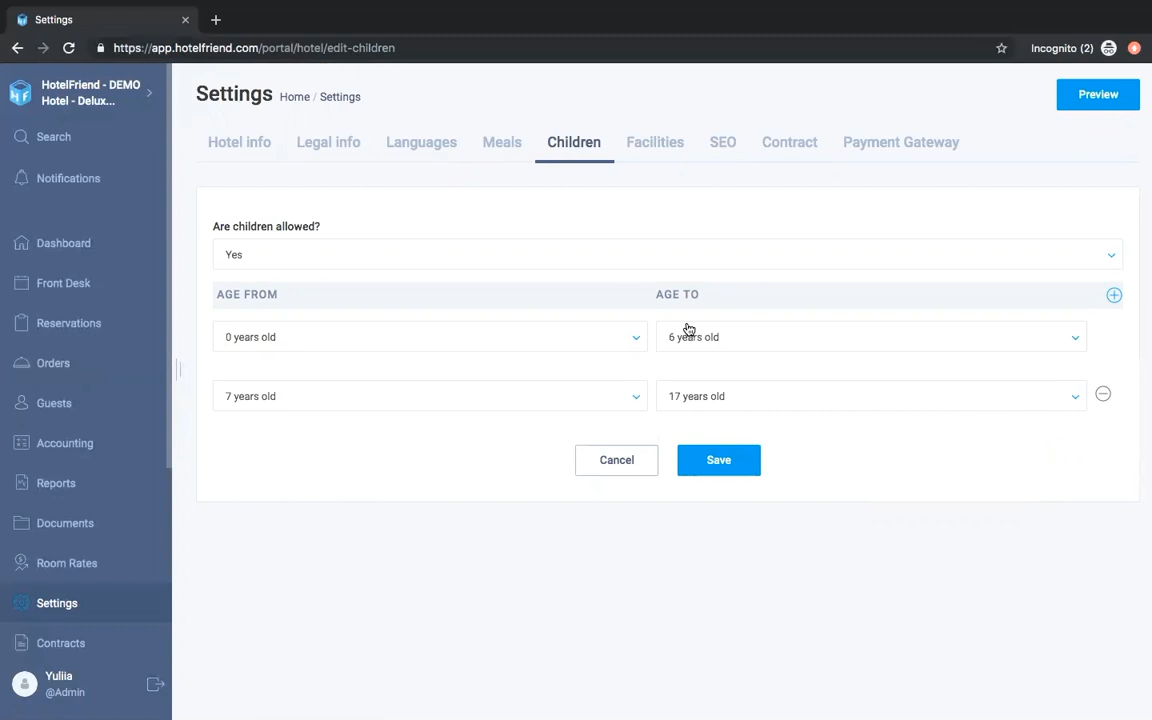 Settings
https://app.hotelfriend.com/portal/hotel/edit-children
Incognito (2)
HotelFriend - DEMO
Hotel - Delux...
Search
Notifications
Dashboard
Front Desk
Reservations
Orders
Guests
Accounting
Reports
Documents
Room Rates
Settings
Contracts
Yuliia
@Admin
Settings Home / Settings
Preview
Hotel info Legal info Languages Meals Children Facilities SEO Contract Payment Gateway
Are children allowed?
Yes
AGE FROM AGE TO
0 years old 6 years old
7 years old 17 years old
Cancel Save